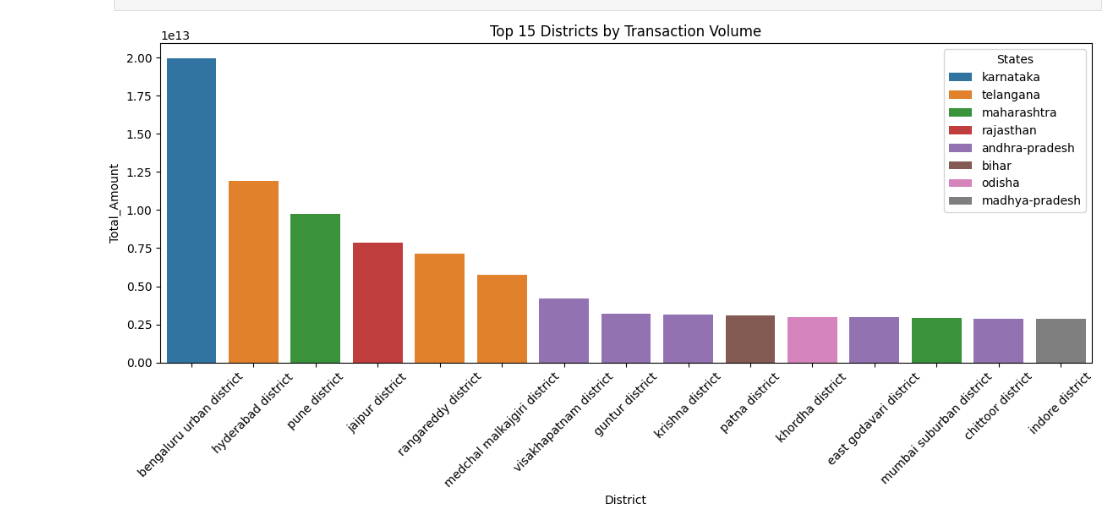 Top 15 Districts by Transaction Volume
1e13
2.00
1.75
1.50
1.25
1.00
0.75
0.50
0.25
0.00
Total_Amount
States
karnataka
telangana
maharashtra
rajasthan
andhra-pradesh
bihar
odisha
madhya-pradesh
bengaluru urban district
hyderabad district
pune district
jaipur district
rangareddy district
medchal malkajgiri district
visakhapatnam district
guntur district
krishna district
patna district
khordha district
east godavari district
mumbai suburban district
chittoor district
indore district
District